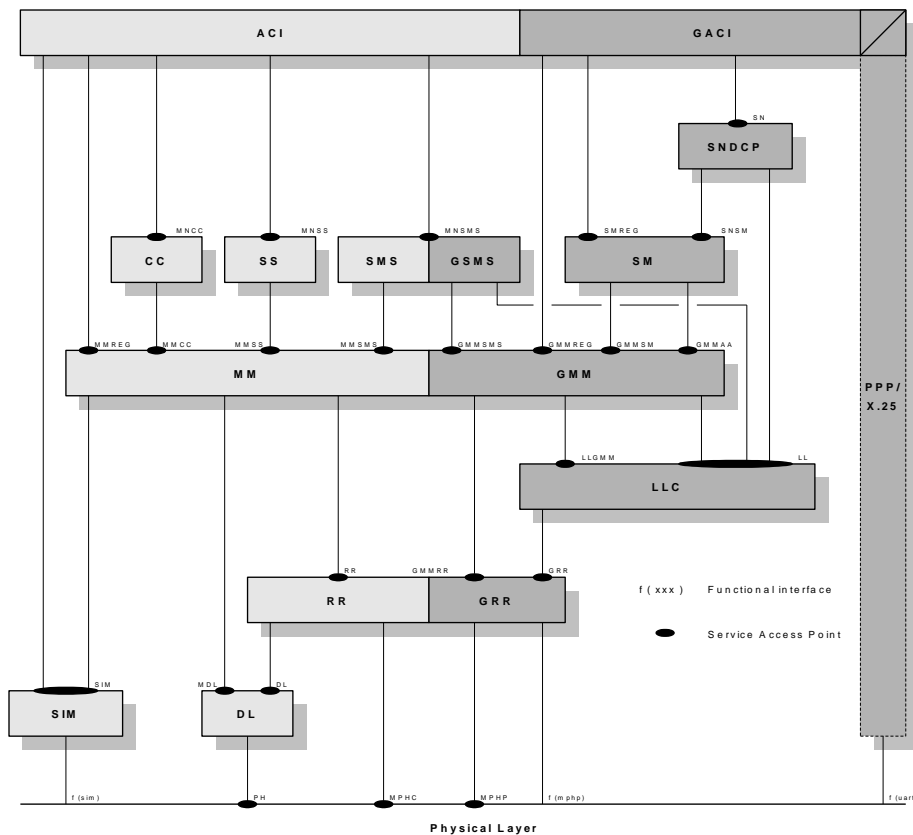 ACI GACI
SN
SNDCP
MNCC MNSS MNSMS SMREG SNSM
CC SS SMS GSMS SM
MMREG MMCC MMSS MMSMS GMMSMS GMMREG GMMSM GMMAA
MM GMM
PPP/
X.25
LLGMM LL
LLC
RR GMMRR GRR
RR GRR
f(xxx) Functional interface
Service Access Point
SIM MDL DL
SIM DL
f(sim) PH MPHC MPHP f(mphp) f(uart
Physical Layer